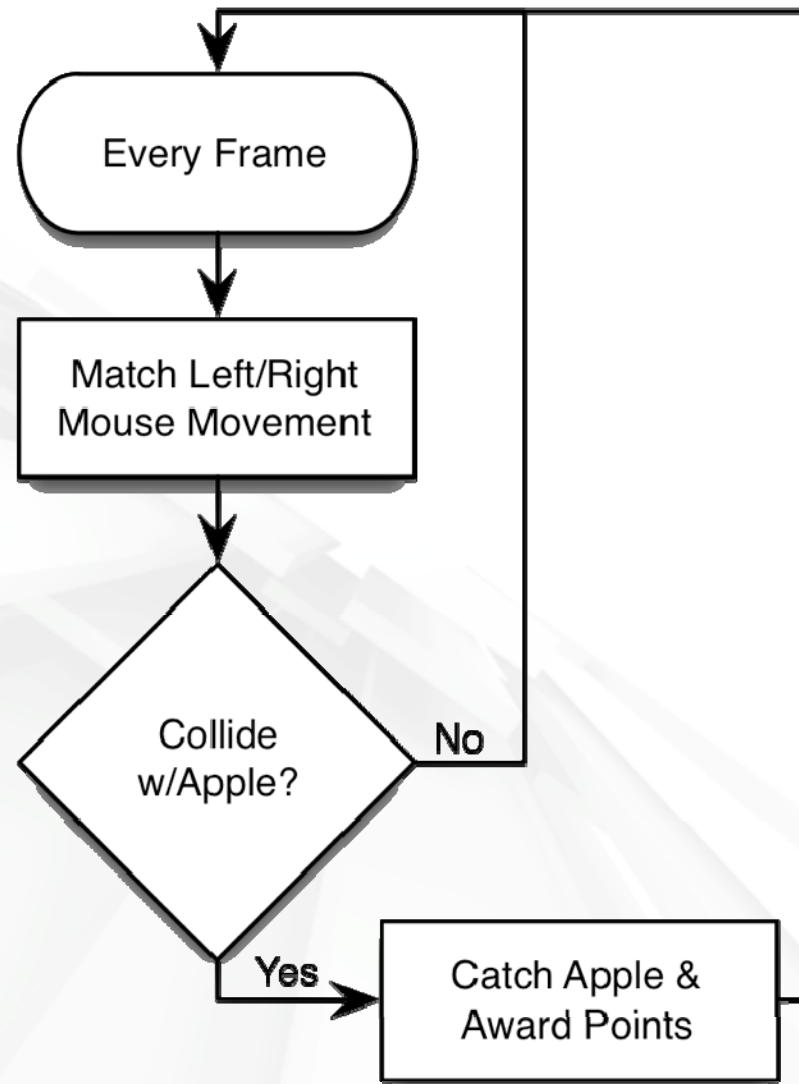 Every Frame
Match Left/Right
Mouse Movement
Collide
w/Apple?
No
Yes
Catch Apple &
Award Points